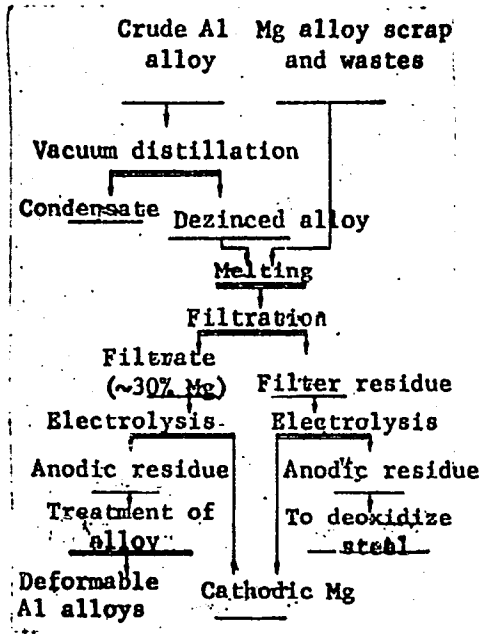 Crude Al
alloy
Mg alloy scrap
and wastes
Vacuum distillation
Condensate
Dezinced alloy
Melting
Filtration
Filtrate
(~30% Mg)
Filter residue
Electrolysis
Electrolysis
Anodic residue
Anodic residue
Treatment of
alloy
To deoxidize
steal
Deformable
Al alloys
Cathodic Mg